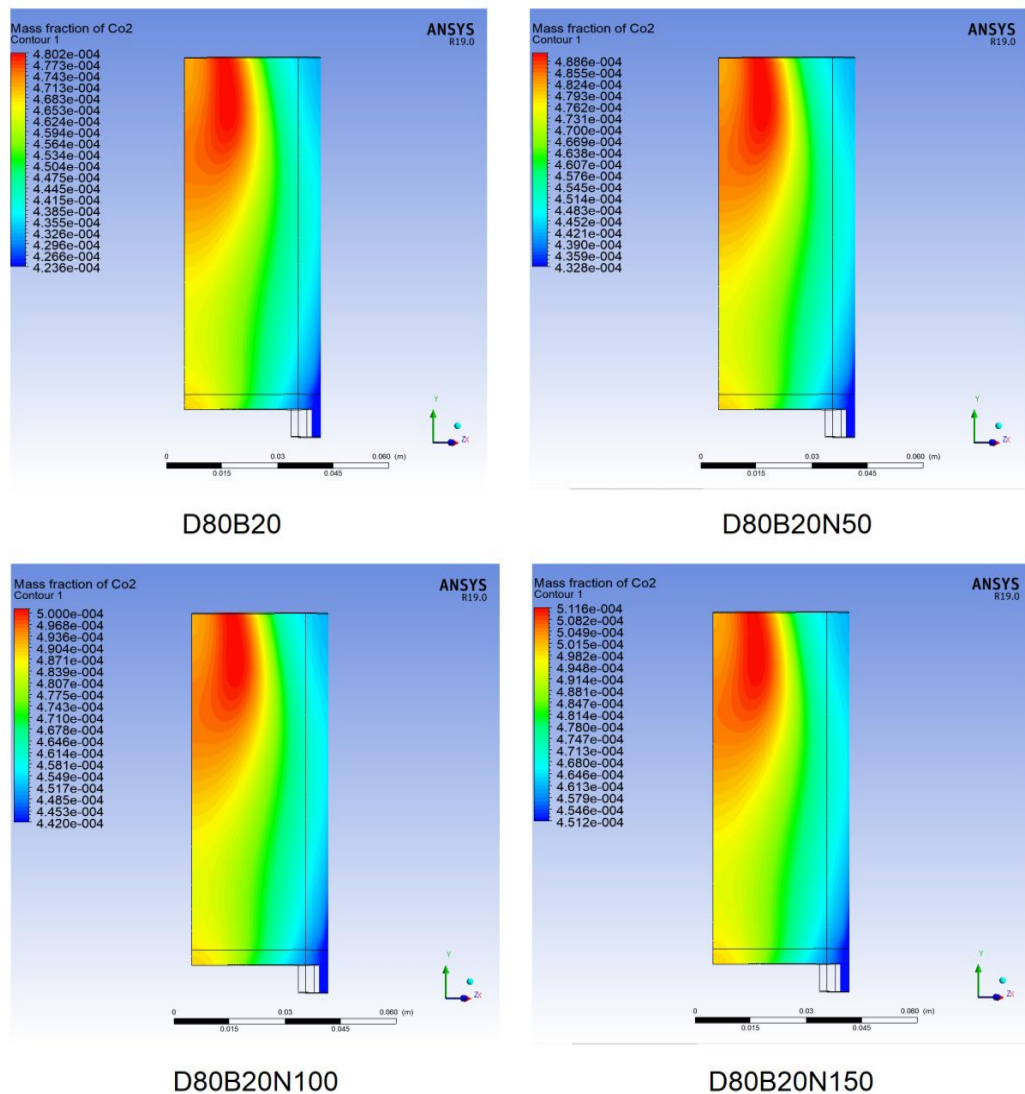 Mass fraction of Co2
Contour 1
4.802e-004
4.773e-004
4.743e-004
4.713e-004
4.683e-004
4.653e-004
4.624e-004
4.594e-004
4.564e-004
4.534e-004
4.504e-004
4.445e-004
4.415e-004
4.385e-004
4.355e-004
4.326e-004
4.296e-004
4.266e-004
4.236e-004
ANSYS
R19.0
Y
ZX
0 0.03 0.060 (m)
0.015 0.045
D80B20
Mass fraction of Co2
Contour 1
4.886e-004
4.855e-004
4.824e-004
4.793e-004
4.762e-004
4.731e-004
4.700e-004
4.669e-004
4.638e-004
4.607e-004
4.576e-004
4.545e-004
4.514e-004
4.483e-004
4.452e-004
4.421e-004
4.390e-004
4.359e-004
4.328e-004
ANSYS
R19.0
Y
ZX
0 0.03 0.060 (m)
0.015 0.045
D80B20N50
Mass fraction of Co2
Contour 1
5.000e-004
4.968e-004
4.936e-004
4.904e-004
4.871e-004
4.839e-004
4.807e-004
4.775e-004
4.743e-004
4.710e-004
4.678e-004
4.646e-004
4.614e-004
4.581e-004
4.549e-004
4.517e-004
4.485e-004
4.453e-004
4.420e-004
ANSYS
R19.0
Y
ZX
0 0.03 0.060 (m)
0.015 0.045
D80B20N100
Mass fraction of Co2
Contour 1
5.116e-004
5.082e-004
5.049e-004
5.015e-004
4.982e-004
4.948e-004
4.914e-004
4.881e-004
4.847e-004
4.814e-004
4.780e-004
4.747e-004
4.713e-004
4.680e-004
4.646e-004
4.613e-004
4.579e-004
4.546e-004
4.512e-004
ANSYS
R19.0
Y
ZX
0 0.03 0.060 (m)
0.015 0.045
D80B20N150